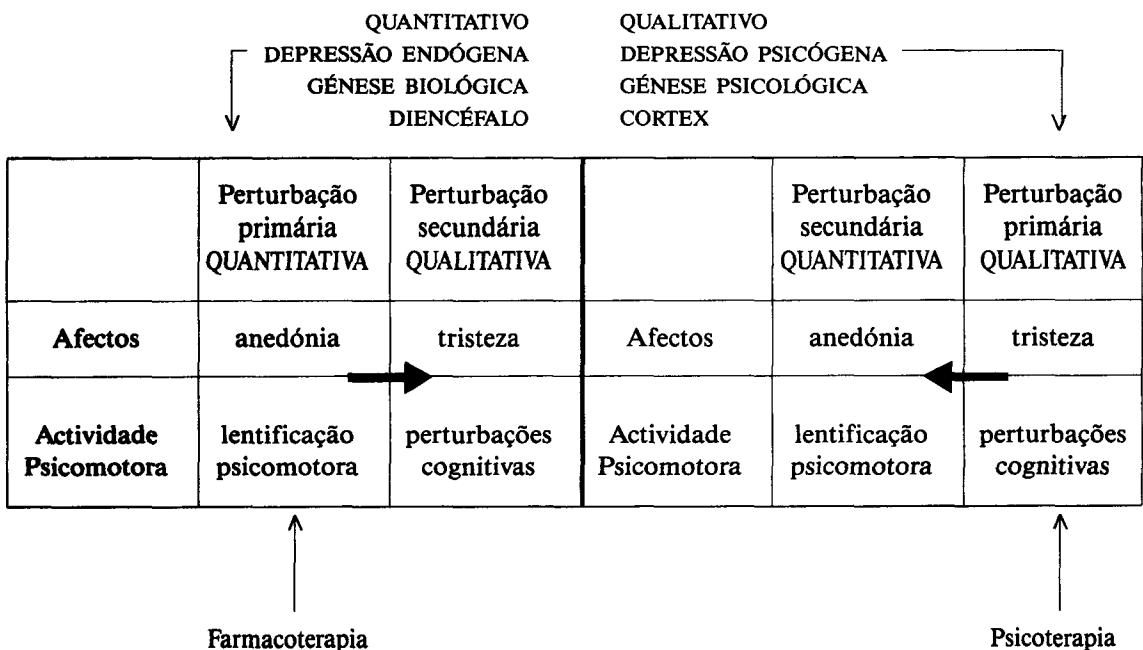 QUANTITATIVO
DEPRESSÃO ENDÓGENA
GÉNESE BIOLÓGICA
DIENCÉFALO
QUALITATIVO
DEPRESSÃO PSICÓGENA
GÉNESE PSICOLÓGICA
CORTEX
Perturbação
primária
QUANTITATIVA
Perturbação
secundária
QUALITATIVA
Perturbação
secundária
QUANTITATIVA
Perturbação
primária
QUALITATIVA
Afectos
anedónia
tristeza
Afectos
anedónia
tristeza
Actividade
Psicomotora
lentificação
psicomotora
perturbações
cognitivas
Actividade
Psicomotora
lentificação
psicomotora
perturbações
cognitivas
Farmacoterapia
Psicoterapia